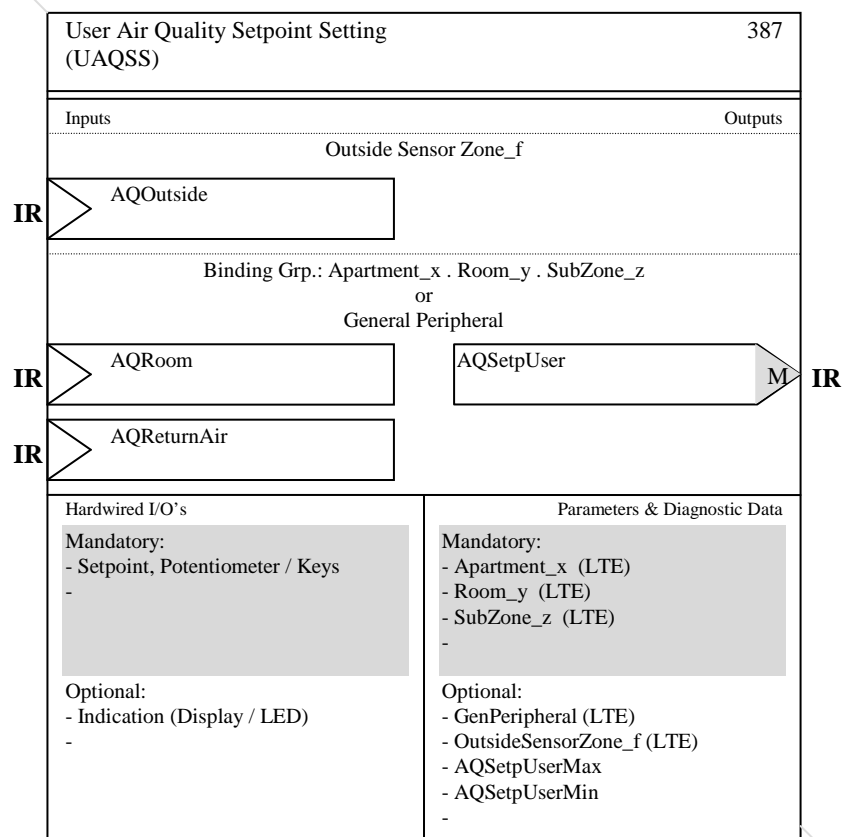 User Air Quality Setpoint Setting 387
(UAQSS)
Inputs Outputs
Outside Sensor Zone_f
IR AQOutside
Binding Grp.: Apartment_x . Room_y . SubZone_z
or
General Peripheral
IR AQRoom AQSetpUser M IR
IR AQReturnAir
Hardwired I/O's
Mandatory:
- Setpoint, Potentiometer / Keys
-
Optional:
- Indication (Display / LED)
-
Parameters & Diagnostic Data
Mandatory:
- Apartment_x (LTE)
- Room_y (LTE)
- SubZone_z (LTE)
-
Optional:
- GenPeripheral (LTE)
- OutsideSensorZone_f (LTE)
- AQSetpUserMax
- AQSetpUserMin
-